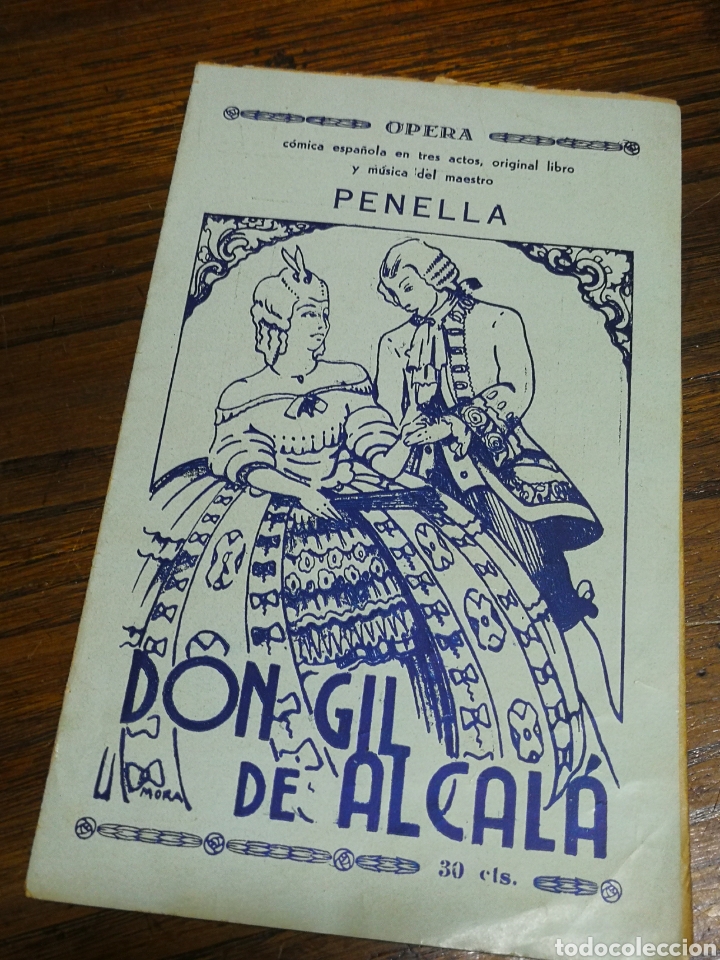 OPERA
cómica española en tres actos, original libro
y música del maestro
PENELLA
DON GIL
DE ALCALÁ
MORA
30 cts.
todocoleccion